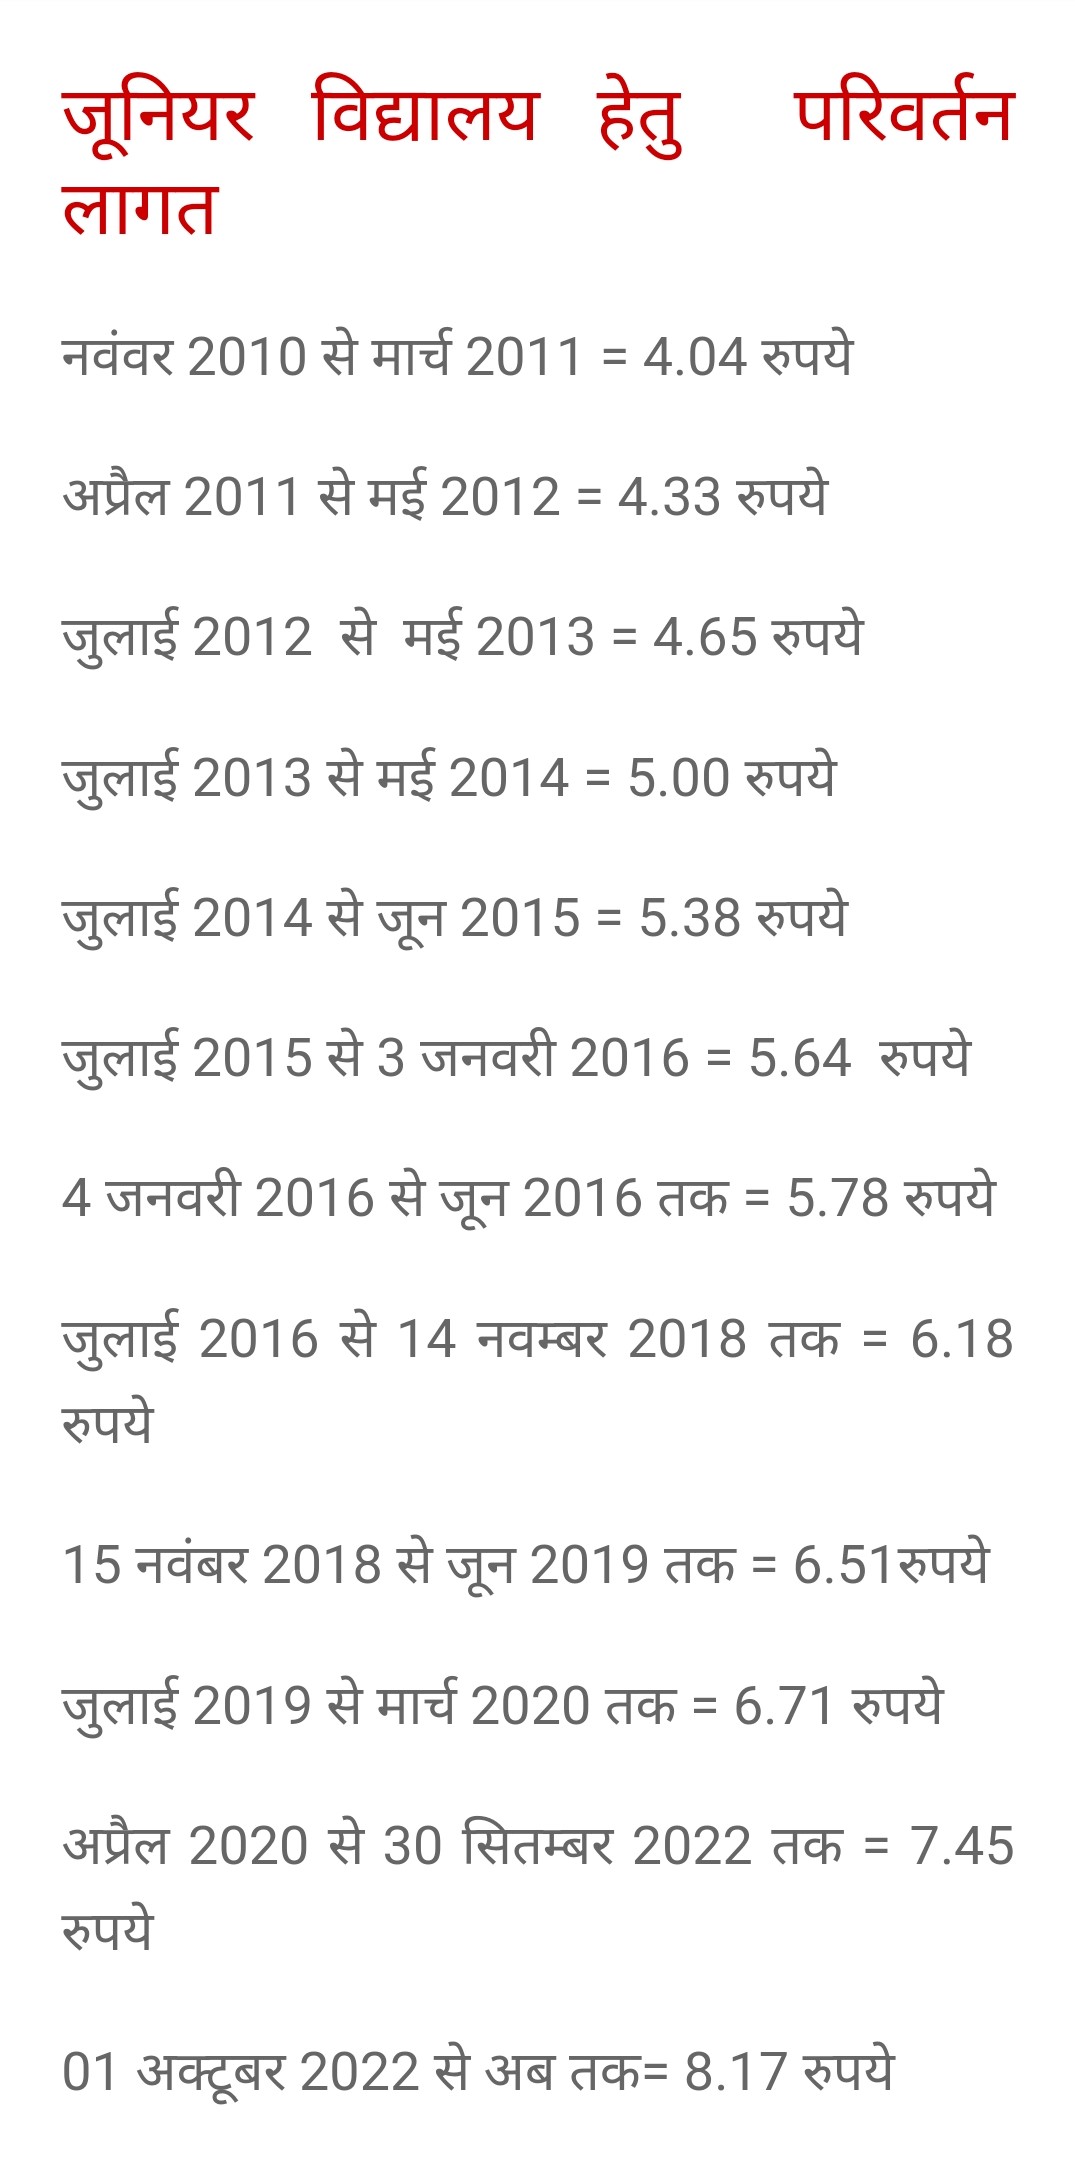 जूनियर विद्यालय हेतु परिवर्तन
लागत
नवंवर 2010 से मार्च 2011 = 4.04 रुपये
अप्रैल 2011 से मई 2012 = 4.33 रुपये
जुलाई 2012 से मई 2013 = 4.65 रुपये
जुलाई 2013 से मई 2014 = 5.00 रुपये
जुलाई 2014 से जून 2015 = 5.38 रुपये
जुलाई 2015 से 3 जनवरी 2016 = 5.64 रुपये
4 जनवरी 2016 से जून 2016 तक = 5.78 रुपये
जुलाई 2016 से 14 नवम्बर 2018 तक = 6.18
रुपये
15 नवंबर 2018 से जून 2019 तक = 6.51रुपये
जुलाई 2019 से मार्च 2020 तक = 6.71 रुपये
अप्रैल 2020 से 30 सितम्बर 2022 तक = 7.45
रुपये
01 अक्टूबर 2022 से अब तक= 8.17 रुपये